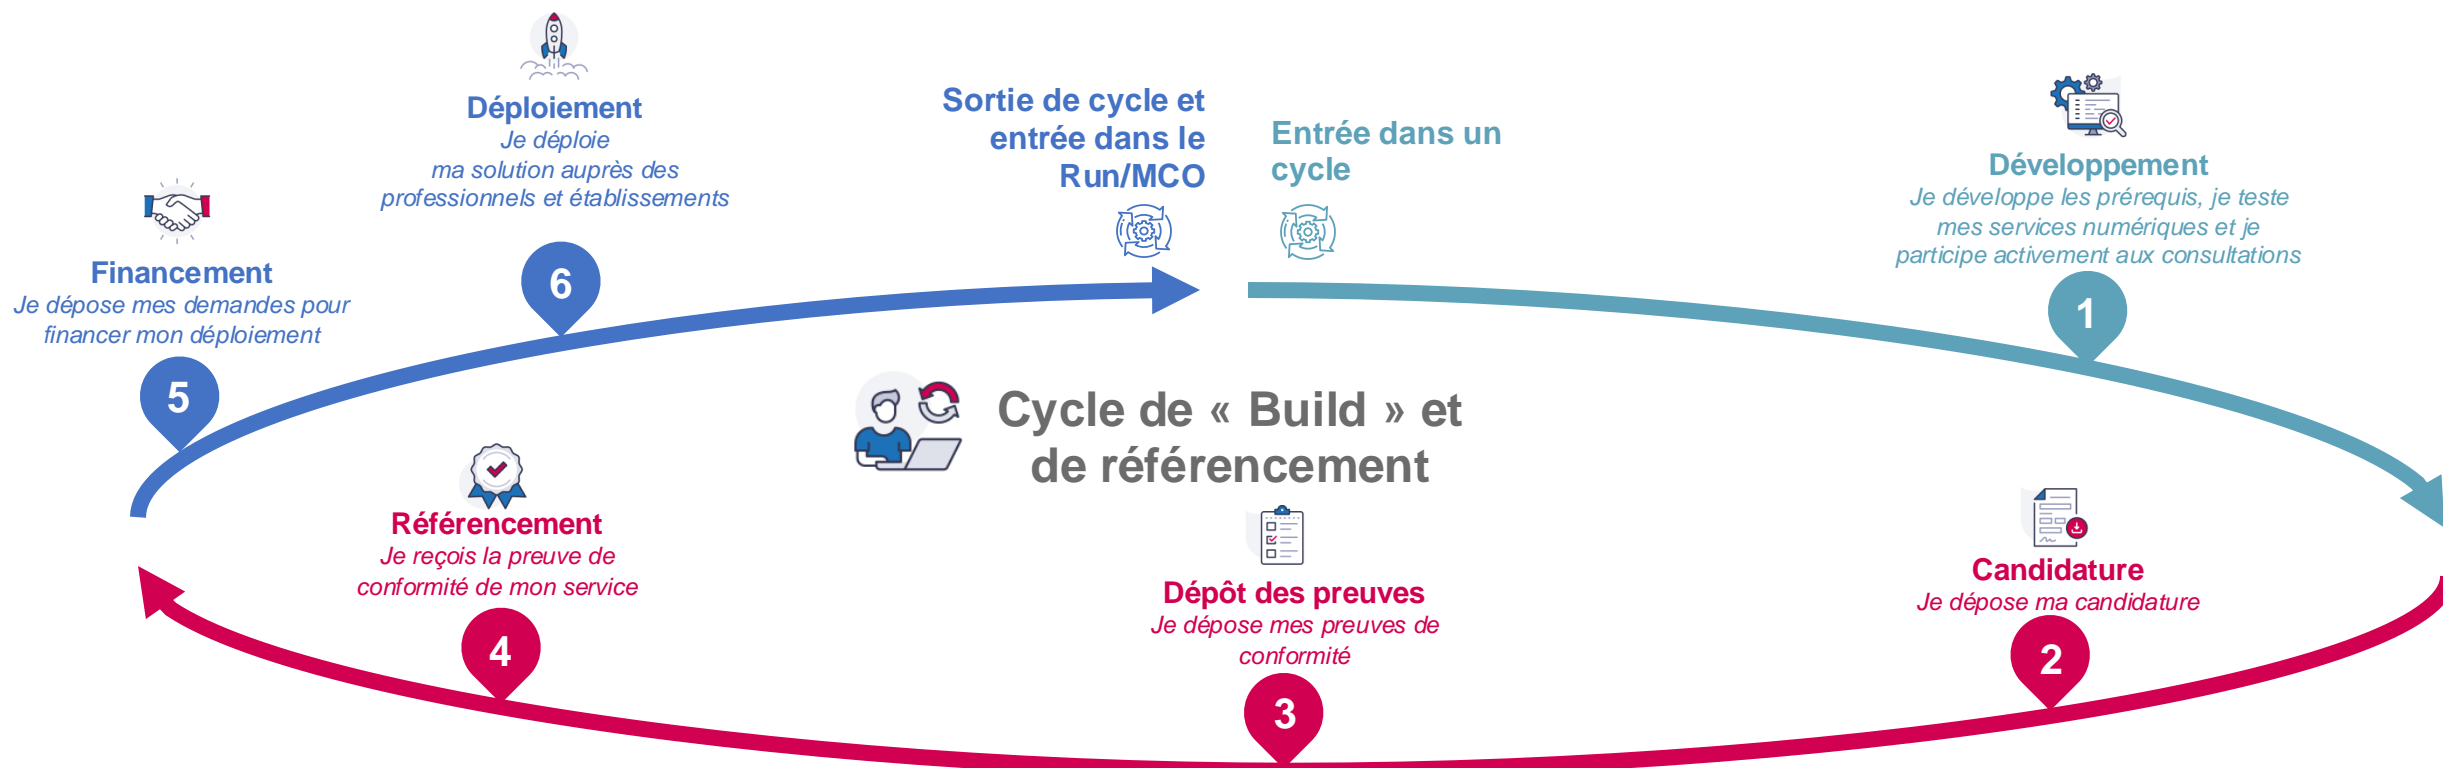 Déploiement
Je déploie
ma solution auprès des
professionnels et établissements
Sortie de cycle et
entrée dans le
Run/MCO
Entrée dans un
cycle
Développement
Je développe les prérequis, je teste
mes services numériques et je
participe activement aux consultations
Financement
Je dépose mes demandes pour
financer mon déploiement
6
1
5
Cycle de « Build » et
de référencement
Référencement
Je reçois la preuve de
conformité de mon service
4
Dépôt des preuves
Je dépose mes preuves de
conformité
3
Candidature
Je dépose ma candidature
2